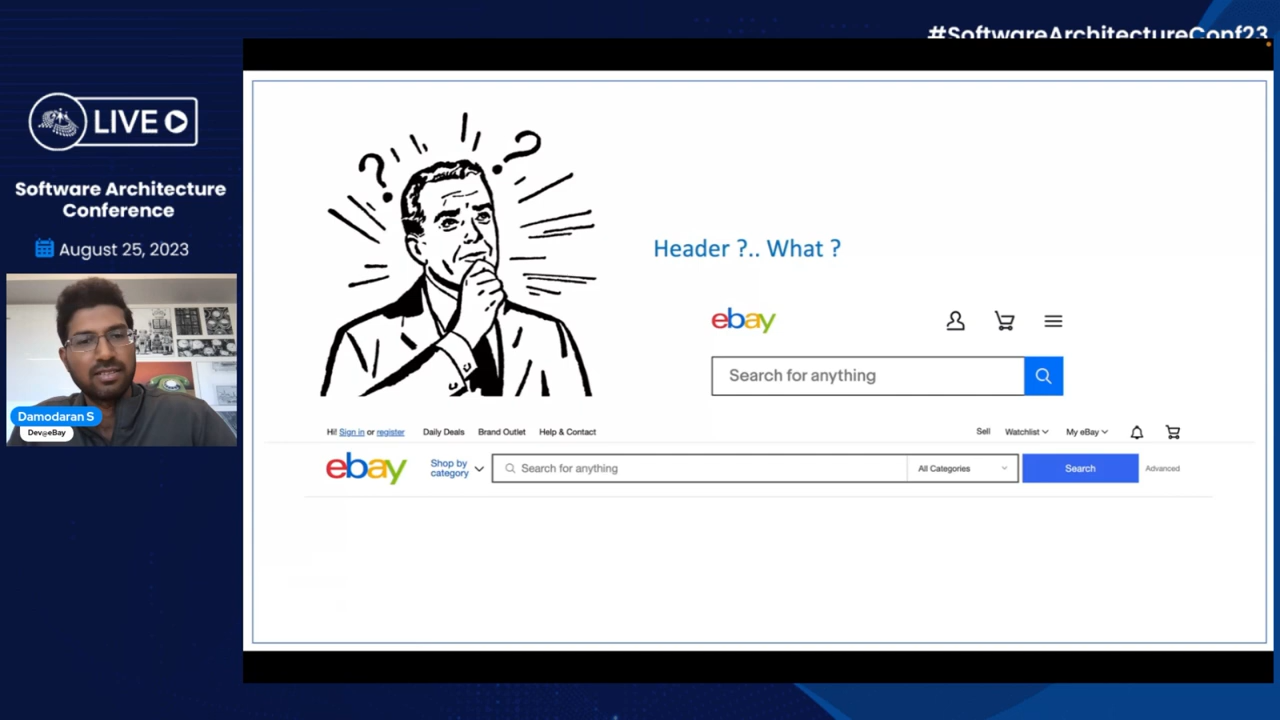 #SoftwareArchitectureConf23
LIVE
Software Architecture
Conference
August 25, 2023
Damodaran S
Dev@eBay
? ?
Header ?.. What ?
ebay
Search for anything
Hi! Sign in or register Daily Deals Brand Outlet Help & Contact Sell Watchlist My eBay
ebay Shop by category Search for anything All Categories Search Advanced